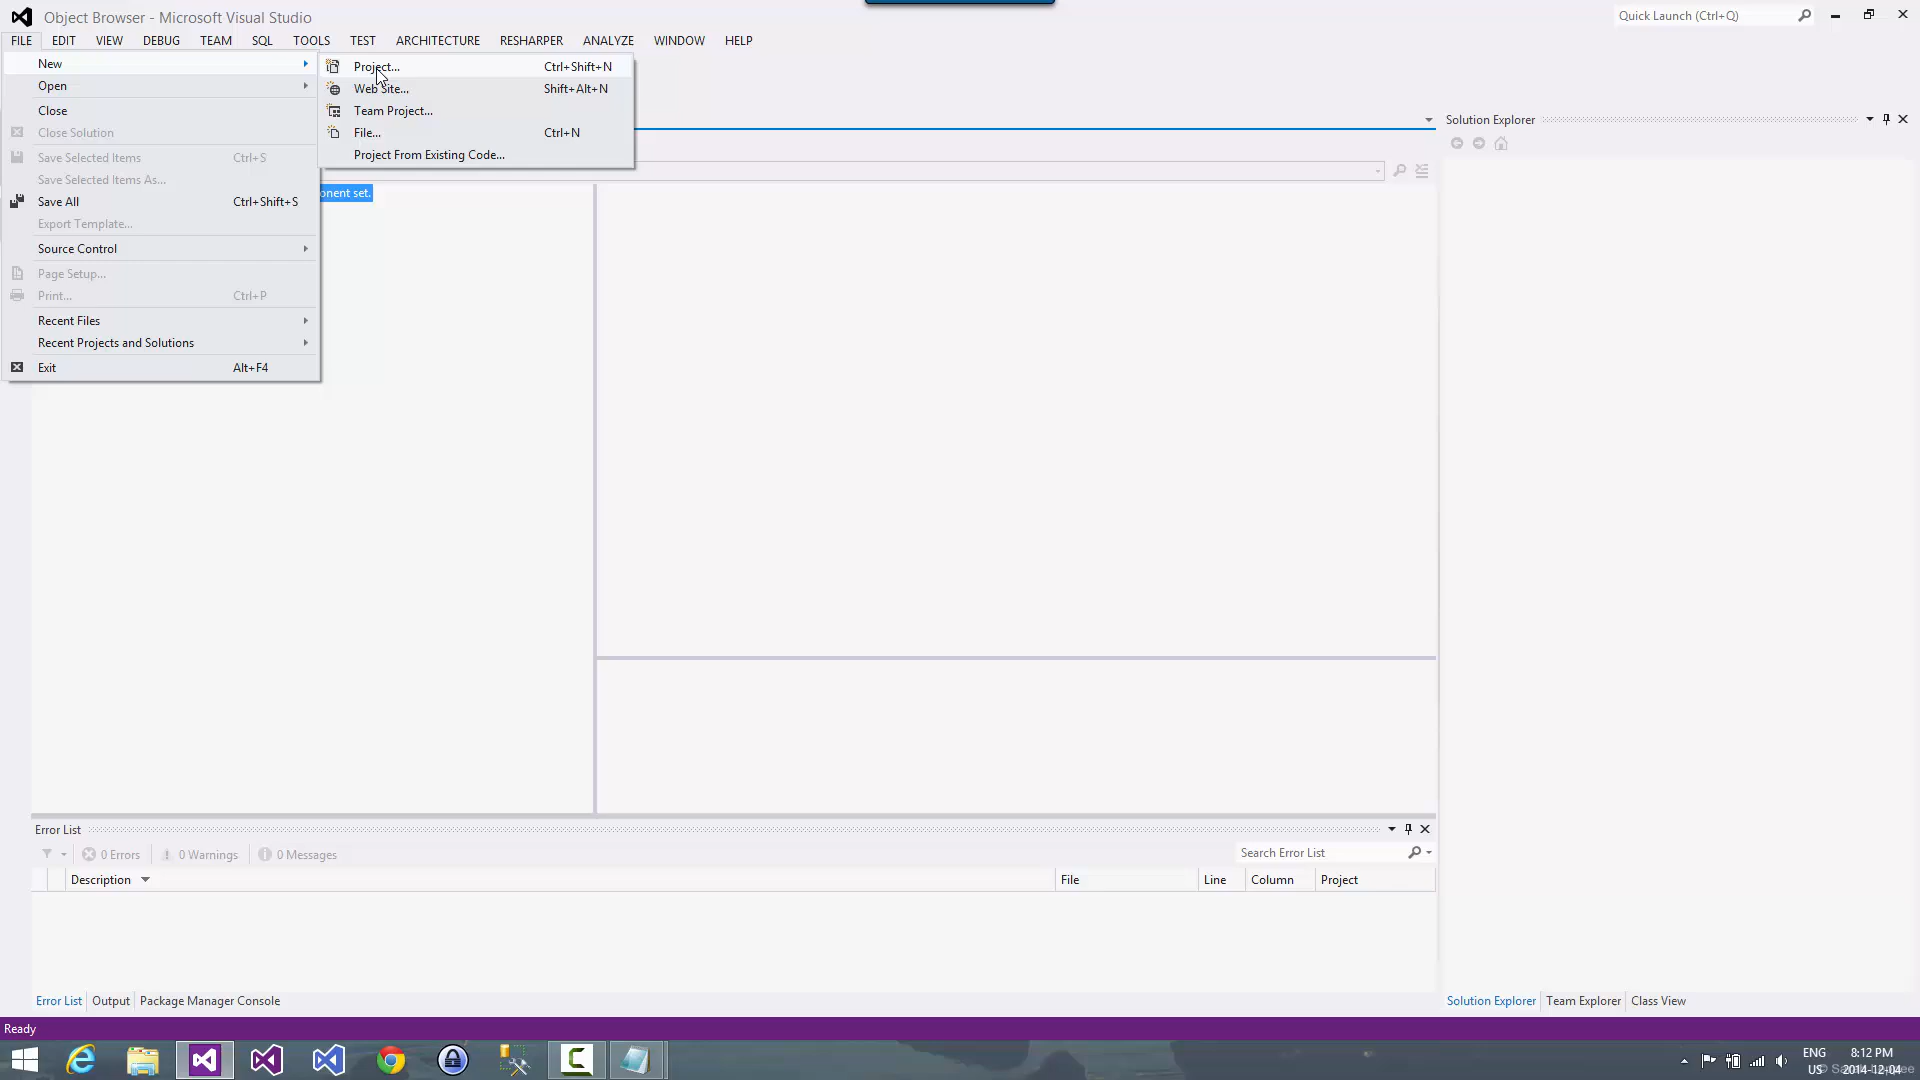 Object Browser - Microsoft Visual Studio
Quick Launch (Ctrl+Q)
FILE EDIT VIEW DEBUG TEAM SQL TOOLS TEST ARCHITECTURE RESHARPER ANALYZE WINDOW HELP
New
Open
Close
Close Solution
Save Selected Items Ctrl+S
Save Selected Items As...
Save All Ctrl+Shift+S
Export Template...
Source Control
Page Setup...
Print... Ctrl+P
Recent Files
Recent Projects and Solutions
Exit Alt+F4
Project... Ctrl+Shift+N
Web Site... Shift+Alt+N
Team Project...
File... Ctrl+N
Project From Existing Code...
onent set.
Solution Explorer
Error List
0 Errors 0 Warnings 0 Messages
Search Error List
Description File Line Column Project
Error List Output Package Manager Console
Solution Explorer Team Explorer Class View
Ready
ENG 8:12 PM
US 2014-12-04